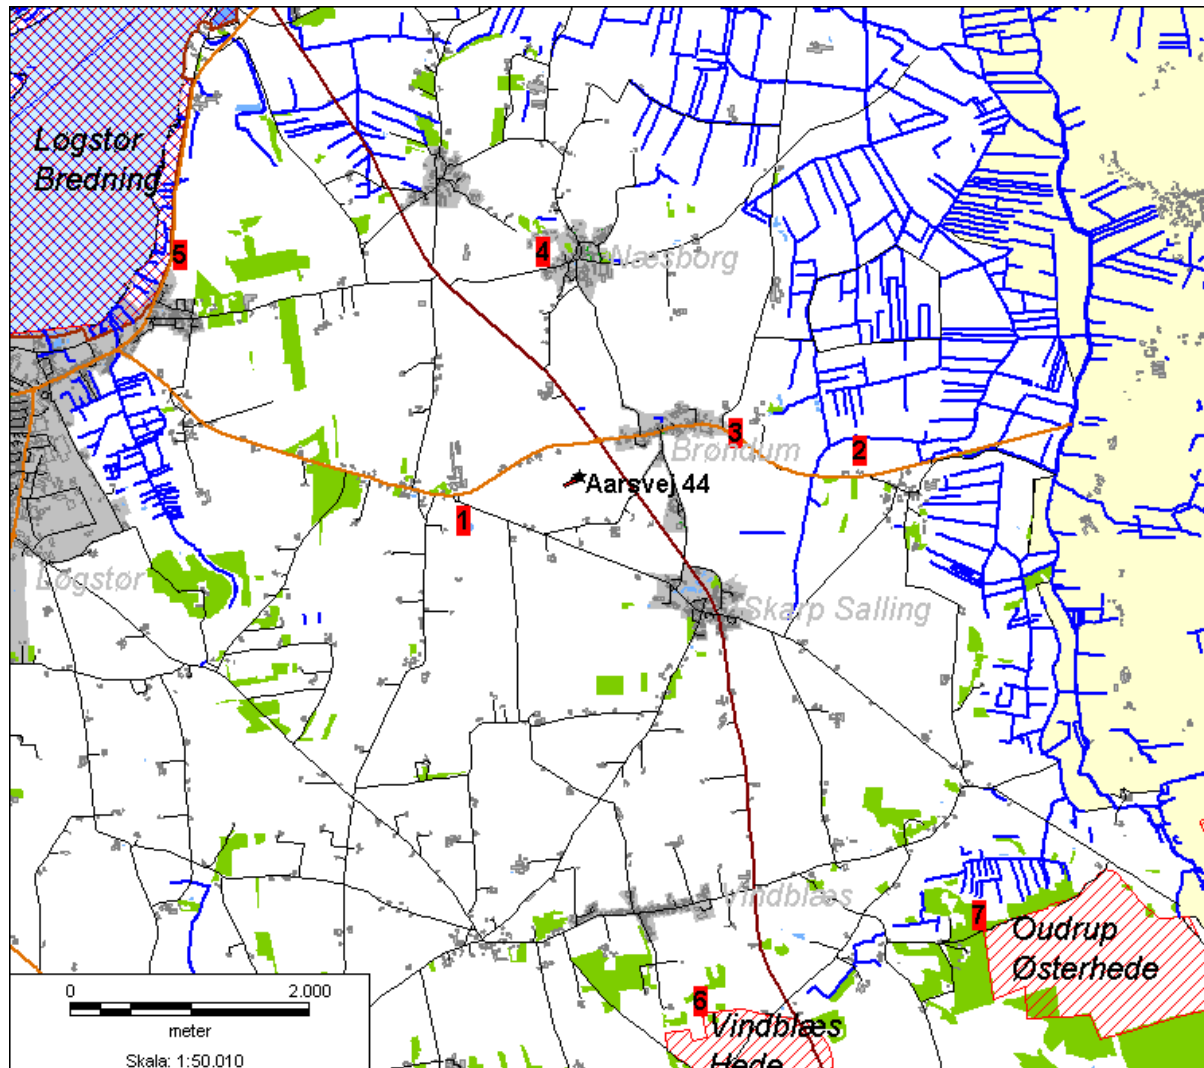 Løgstør
Bredning
5
4
Næsborg
3
Brøndum
2
Aarsvej 44
1
Løgstør
Skarp Salling
Vindblæs
7
Oudrup
Østerhede
6
Vindblæs
Hede
0 2.000
meter
Skala: 1:50.010